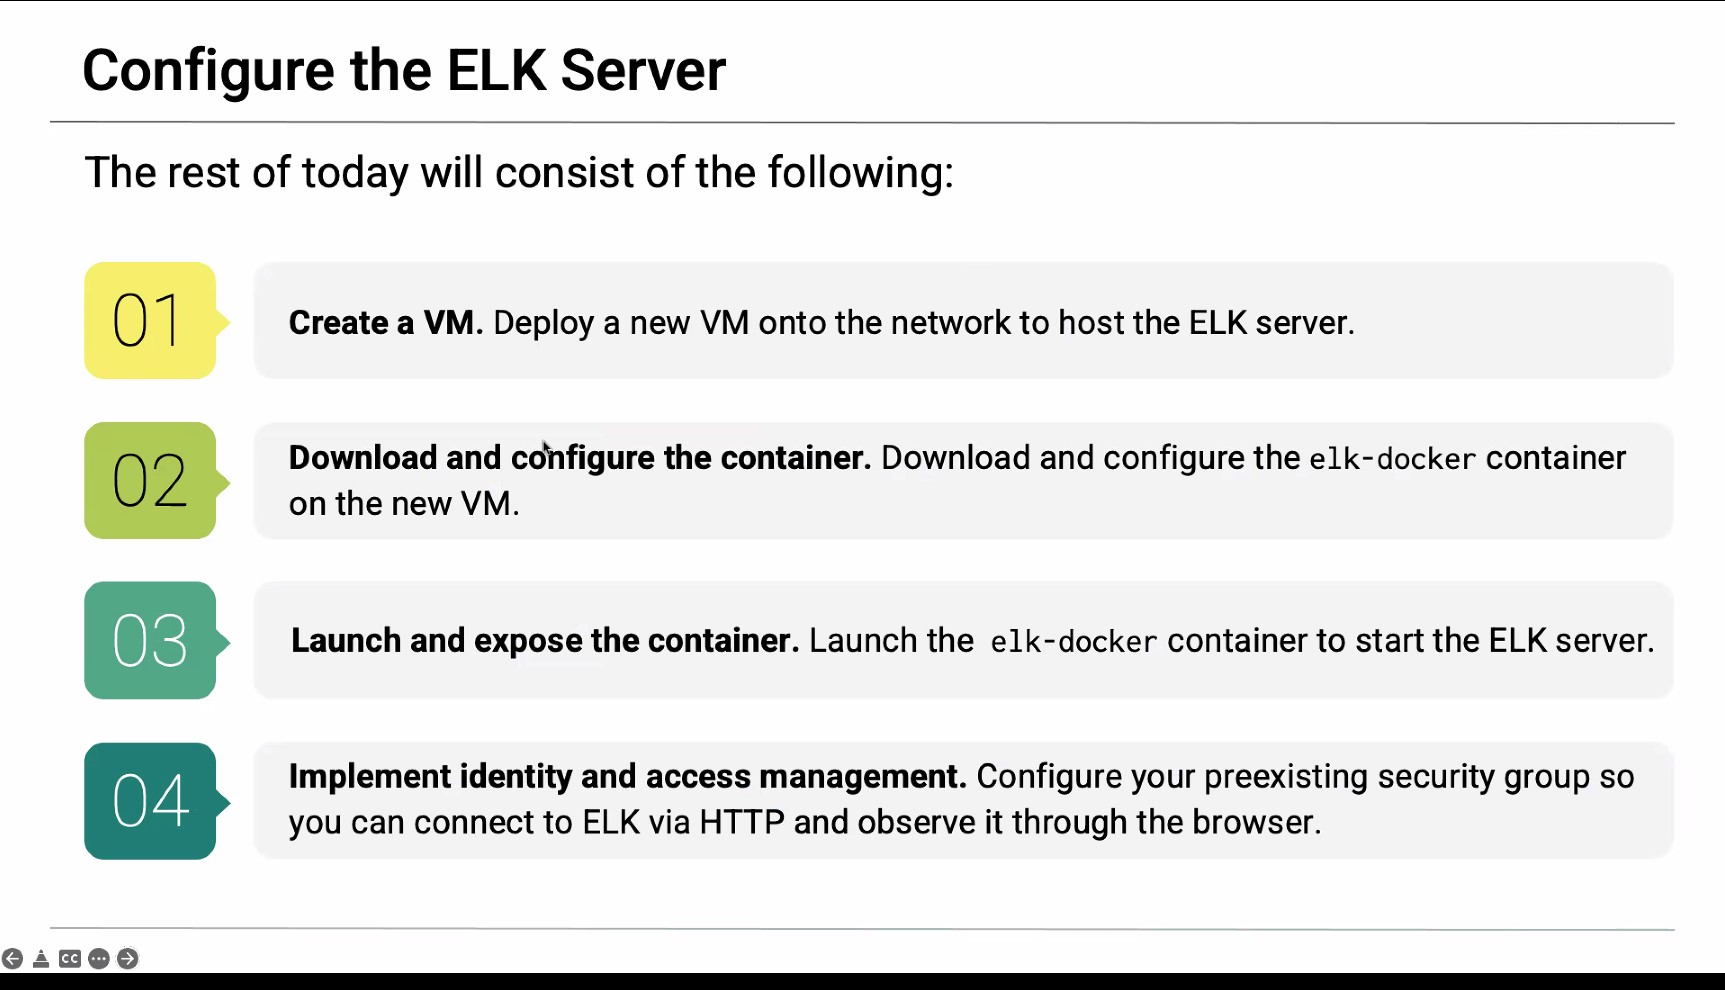 Configure the ELK Server
The rest of today will consist of the following:
01
Create a VM. Deploy a new VM onto the network to host the ELK server.
02
Download and configure the container. Download and configure the elk-docker container
on the new VM.
03
Launch and expose the container. Launch the elk-docker container to start the ELK server.
04
Implement identity and access management. Configure your preexisting security group so
you can connect to ELK via HTTP and observe it through the browser.
CC